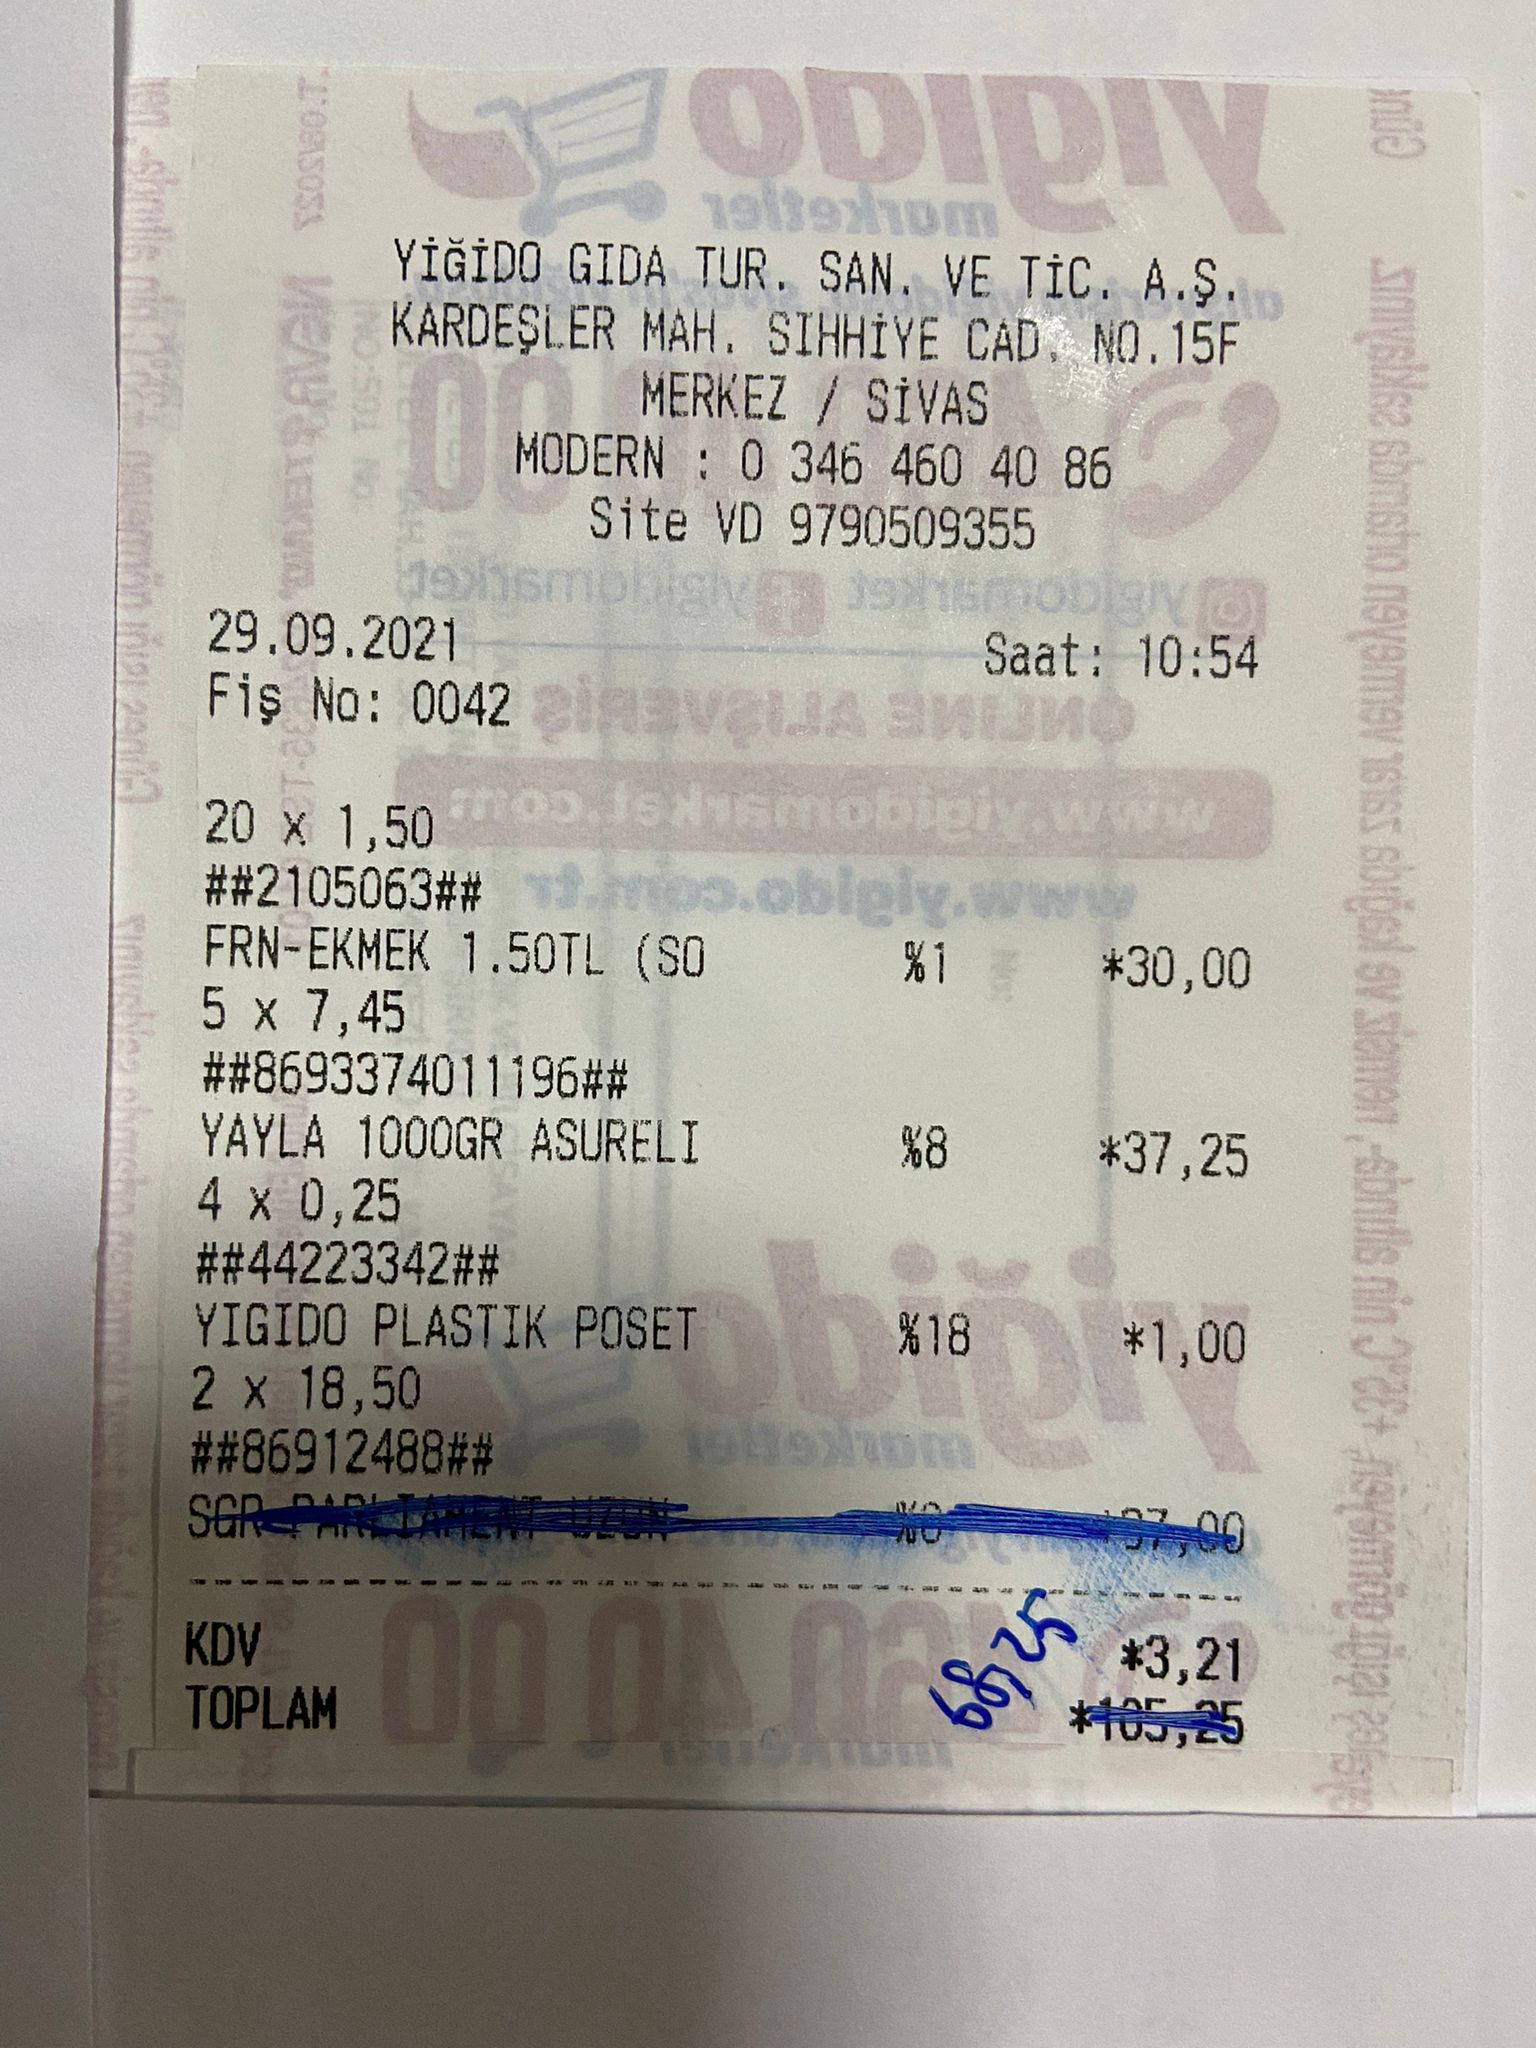 YİĞİDO GIDA TUR. SAN. VE TİC. A.Ş.
KARDEŞLER MAH. SIHHİYE CAD. NO.15F
MERKEZ / SİVAS
MODERN : 0 346 460 40 86
Site VD 9790509355
29.09.2021 Saat: 10:54
Fiş No: 0042
20 x 1,50
##2105063##
FRN-EKMEK 1.50TL (SO %1 *30,00
5 x 7,45
##8693374011196##
YAYLA 1000GR ASURELI %8 *37,25
4 x 0,25
##44223342##
YIGIDO PLASTIK POSET %18 *1,00
2 x 18,50
##86912488##
SGR PARLIAMENT UZUN %0 *37,00
KDV *3,21
68,25
TOPLAM *105,25